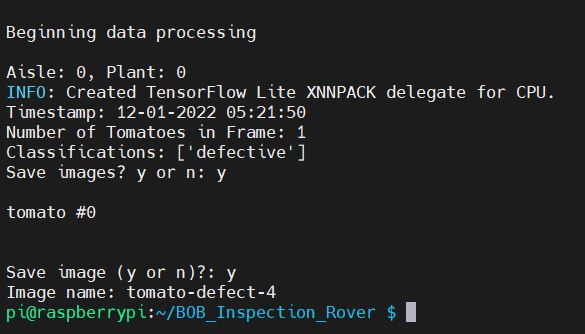 Beginning data processing
Aisle: 0, Plant: 0
INFO: Created TensorFlow Lite XNNPACK delegate for CPU.
Timestamp: 12-01-2022 05:21:50
Number of Tomatoes in Frame: 1
Classifications: ['defective']
Save images? y or n: y
tomato #0
Save image (y or n)?: y
Image name: tomato-defect-4
pi@raspberrypi:~/BOB_Inspection_Rover $